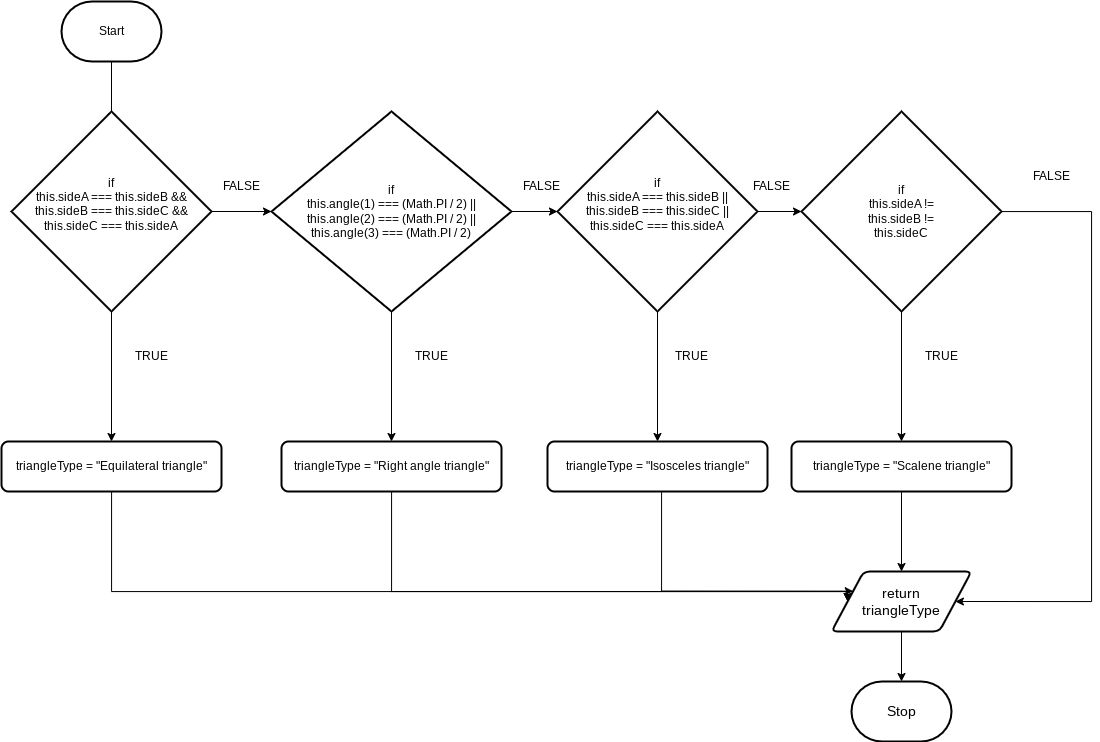 Start
if
this.sideA === this.sideB &&
this.sideB === this.sideC &&
this.sideC === this.sideA
FALSE
if
this.angle(1) === (Math.PI / 2) ||
this.angle(2) === (Math.PI / 2) ||
this.angle(3) === (Math.PI / 2)
FALSE
if
this.sideA === this.sideB ||
this.sideB === this.sideC ||
this.sideC === this.sideA
FALSE
if
this.sideA !=
this.sideB !=
this.sideC
FALSE
TRUE
TRUE
TRUE
TRUE
triangleType = "Equilateral triangle"
triangleType = "Right angle triangle"
triangleType = "Isosceles triangle"
triangleType = "Scalene triangle"
return
triangleType
Stop